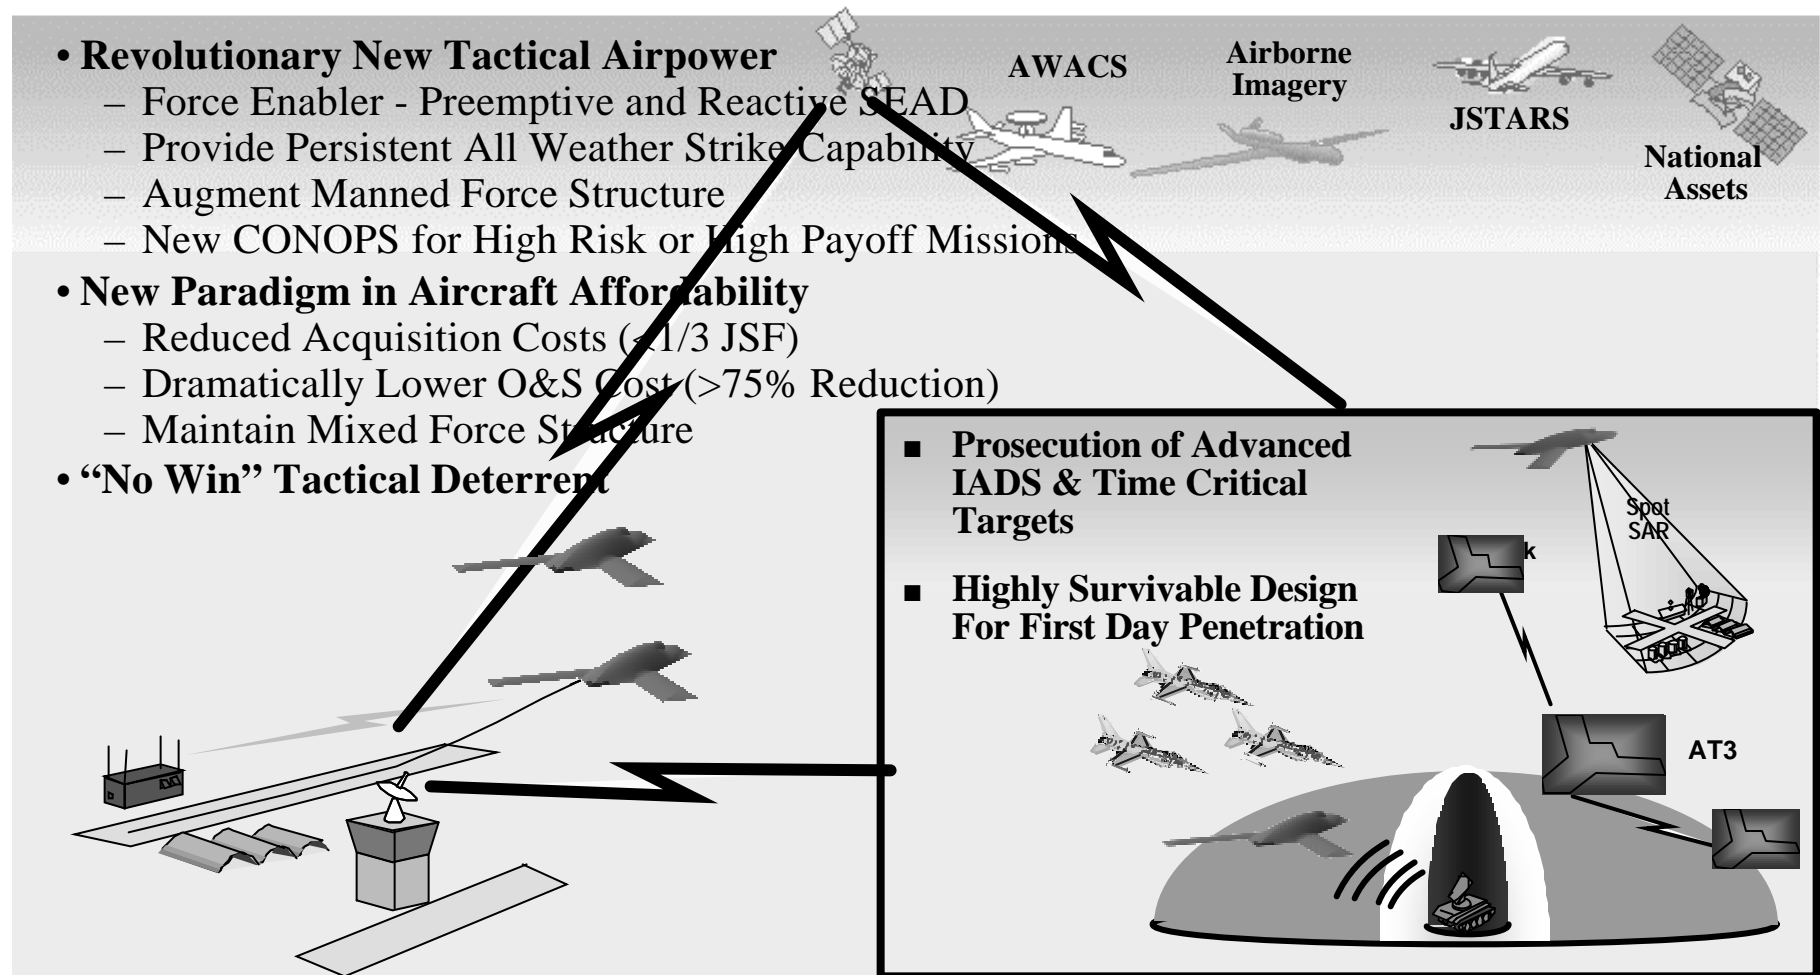 • Revolutionary New Tactical Airpower
– Force Enabler - Preemptive and Reactive SEAD
– Provide Persistent All Weather Strike Capability
– Augment Manned Force Structure
– New CONOPS for High Risk or High Payoff Missions
• New Paradigm in Aircraft Affordability
– Reduced Acquisition Costs (<1/3 JSF)
– Dramatically Lower O&S Cost (>75% Reduction)
– Maintain Mixed Force Structure
• “No Win” Tactical Deterrent
AWACS
Airborne
Imagery
JSTARS
National
Assets
■ Prosecution of Advanced
IADS & Time Critical
Targets
■ Highly Survivable Design
For First Day Penetration
Spot
SAR
k
AT3